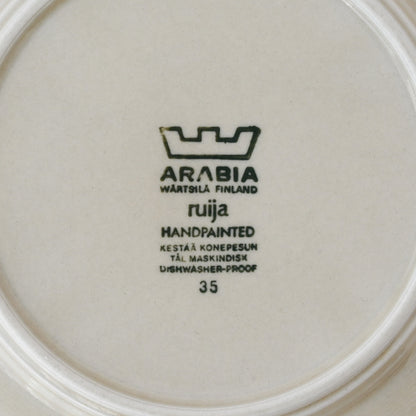 ARABIA
WÄRTSILÄ FINLAND
ruija
HANDPAINTED
KESTÄÄ KONEPESUN
TÅL MASKINDISK
DISHWASHER-PROOF
35